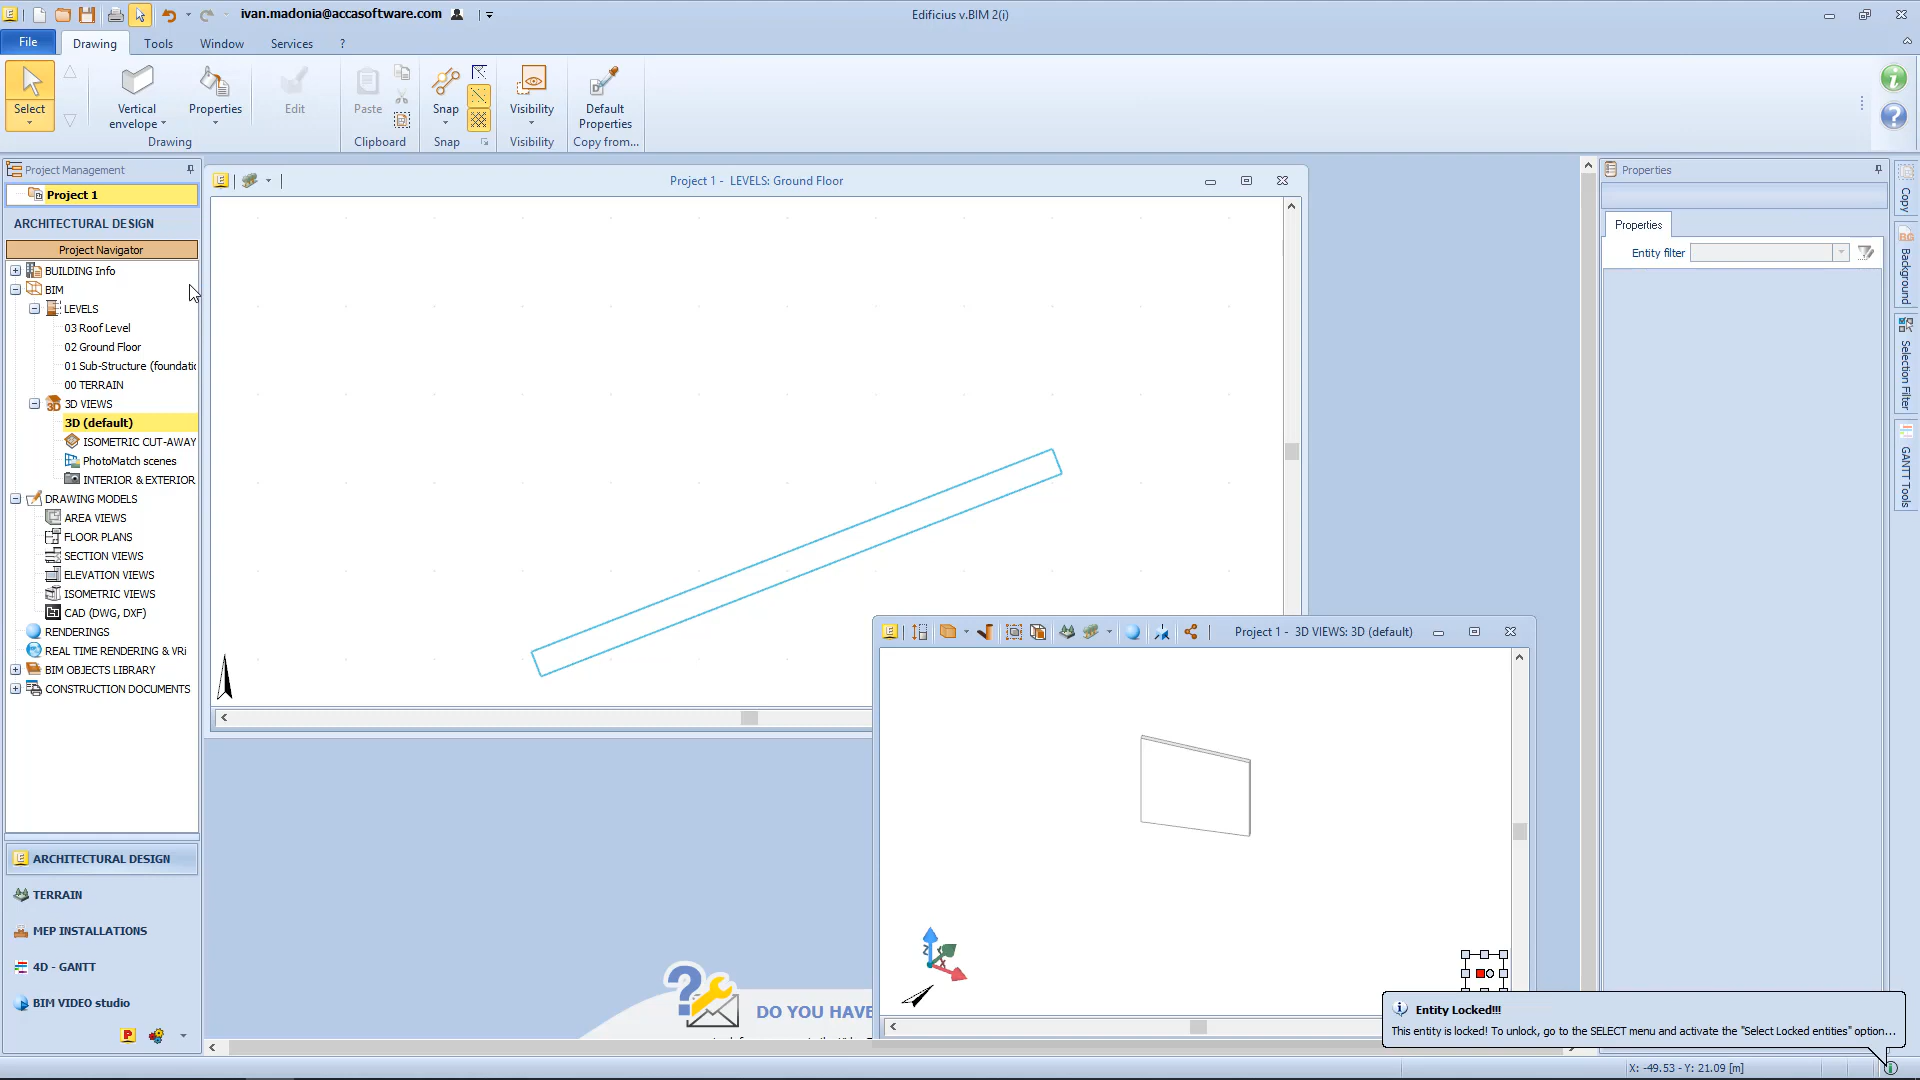 ivan.madonia@accasoftware.com
Edificius v.BIM 2(i)
File
Drawing
Tools
Window
Services
?
Select
Vertical
envelope
Properties
Edit
Paste
Snap
Visibility
Default
Properties
Drawing
Clipboard
Snap
Visibility
Copy from...
Project Management
Project 1
ARCHITECTURAL DESIGN
Project Navigator
BUILDING Info
BIM
LEVELS
03 Roof Level
02 Ground Floor
01 Sub-Structure (foundatic
00 TERRAIN
3D VIEWS
3D (default)
ISOMETRIC CUT-AWAY
PhotoMatch scenes
INTERIOR & EXTERIOR
DRAWING MODELS
AREA VIEWS
FLOOR PLANS
SECTION VIEWS
ELEVATION VIEWS
ISOMETRIC VIEWS
CAD (DWG, DXF)
RENDERINGS
REAL TIME RENDERING & VRi
BIM OBJECTS LIBRARY
CONSTRUCTION DOCUMENTS
ARCHITECTURAL DESIGN
TERRAIN
MEP INSTALLATIONS
4D - GANTT
BIM VIDEO studio
Project 1 - LEVELS: Ground Floor
Project 1 - 3D VIEWS: 3D (default)
DO YOU HAVE
Entity Locked!!!
This entity is locked! To unlock, go to the SELECT menu and activate the "Select Locked entities" option...
Properties
Properties
Entity filter
Copy
Background
Selection Filter
GANTT Tools
X: -49.53 - Y: 21.09 [m]